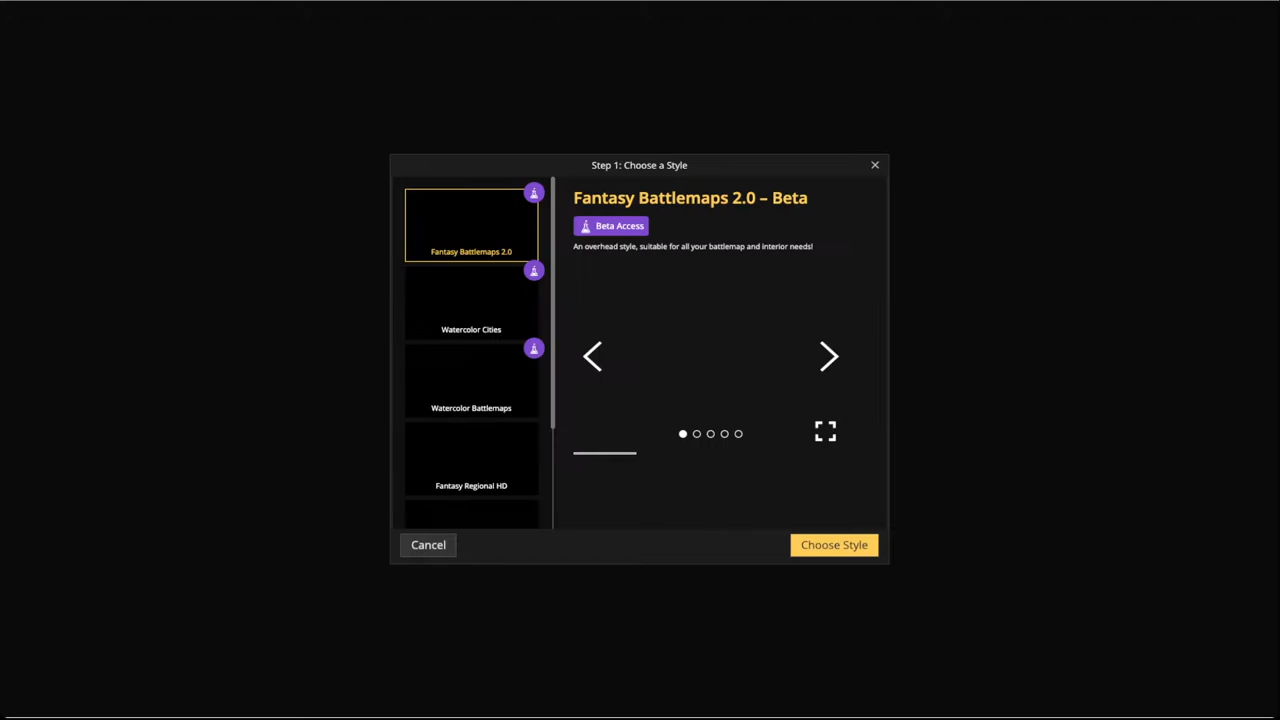 Step 1: Choose a Style
Fantasy Battlemaps 2.0
Watercolor Cities
Watercolor Battlemaps
Fantasy Regional HD
Fantasy Battlemaps 2.0 – Beta
Beta Access
An overhead style, suitable for all your battlemap and interior needs!
Cancel
Choose Style